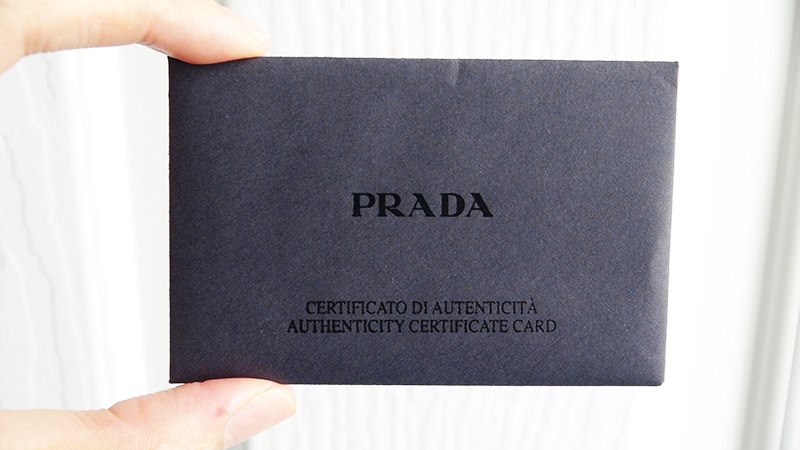 PRADA
CERTIFICATO DI AUTENTICITÀ
AUTHENTICITY CERTIFICATE CARD